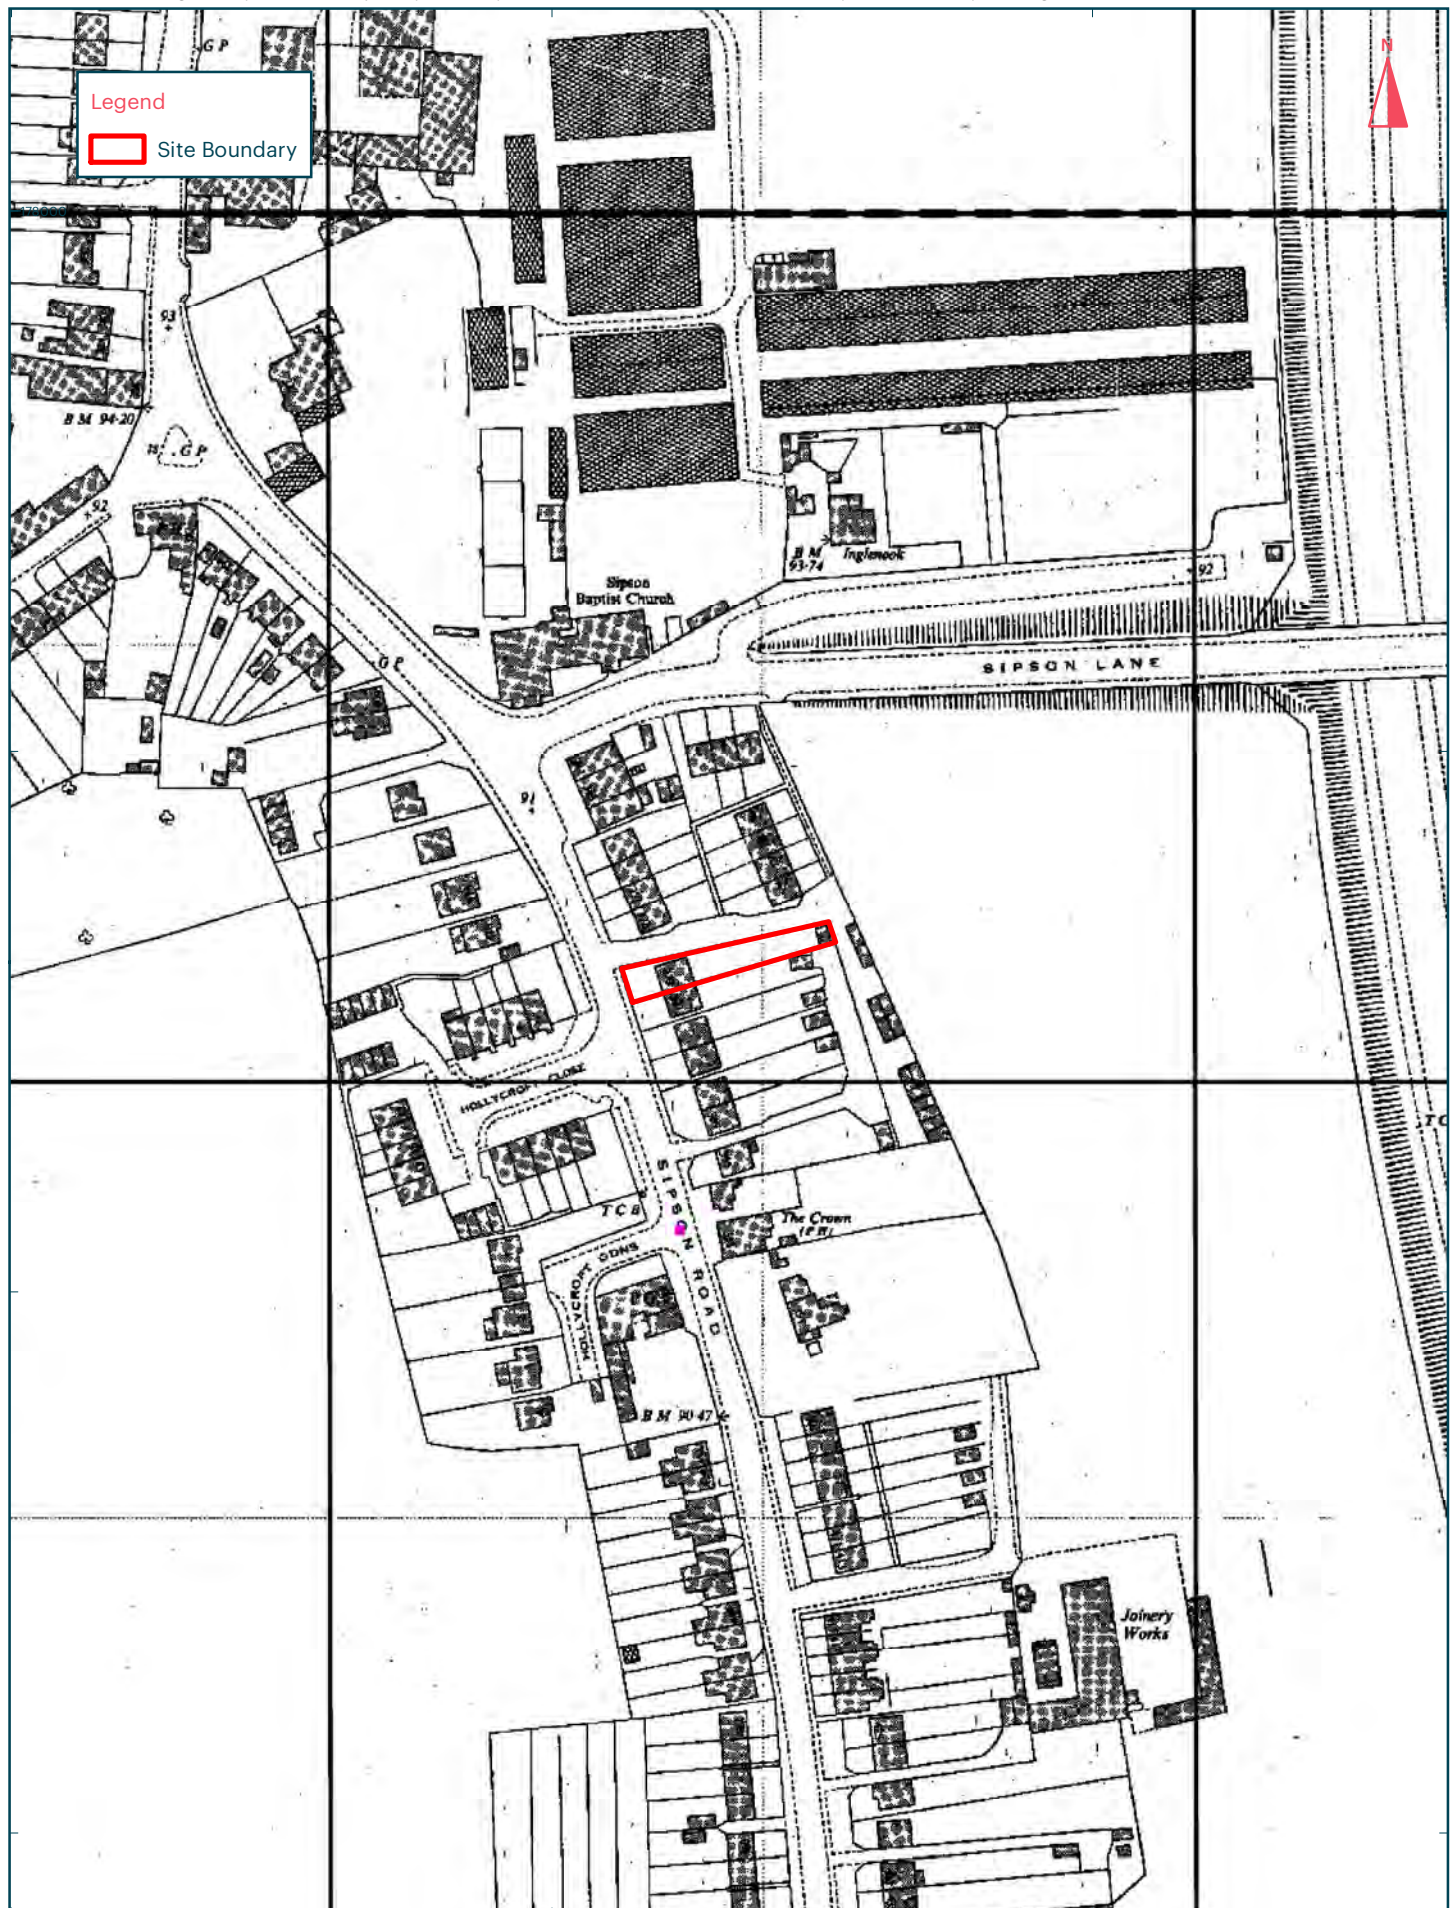 G P
N
Legend
Site Boundary
93
B M 94·20
G P
92
B M
93·74
Inglenook
92
Sipson
Baptist Church
G P
SIPSON LANE
91
HOLLYCROFT CLOSE
T C B
SIPSON ROAD
The Crown
(P H)
HOLLYCROFT GDNS
B M 90·47
T C
Joinery
Works